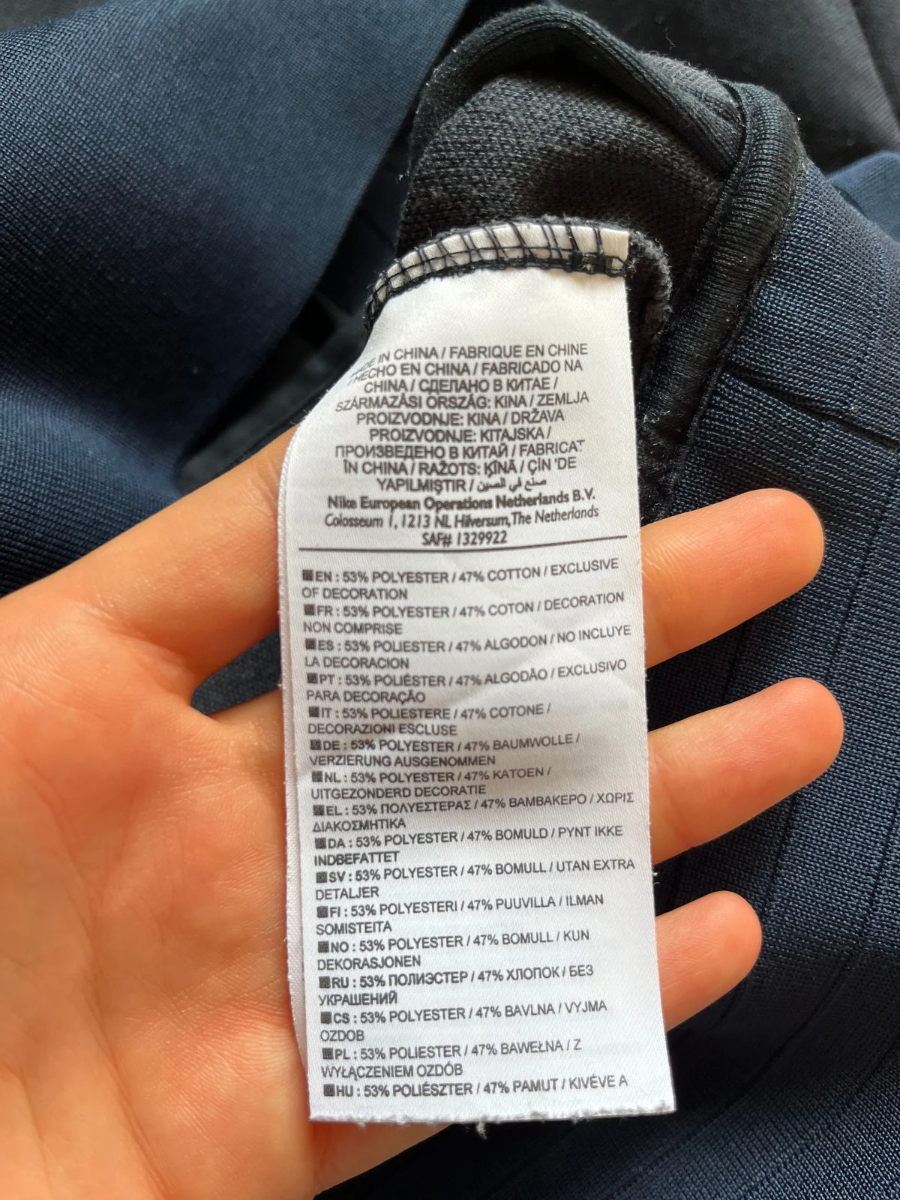 IN CHINA / FABRIQUE EN CHINE
HECHO EN CHINA / FABRICADO NA
CHINA / СДЕЛАНО В КИТАЕ /
SZÁRMAZÁSI ORSZÁG: KINA / ZEMLJA
PROIZVODNJE: KINA / DRŽAVA
PROIZVODNJE: KITAJSKA /
ПРОИЗВЕДЕНО В КИТАЙ / FABRICAT
ÎN CHINA / RAŽOTS: ĶĪNĀ / ÇİN 'DE
YAPILMIŞTIR / صنع في الصين
Nike European Operations Netherlands B.V.
Colosseum 1, 1213 NL Hilversum, The Netherlands
SAF# 1329922
EN : 53% POLYESTER / 47% COTTON / EXCLUSIVE
OF DECORATION
FR : 53% POLYESTER / 47% COTON / DECORATION
NON COMPRISE
ES : 53% POLIESTER / 47% ALGODON / NO INCLUYE
LA DECORACION
PT : 53% POLIÉSTER / 47% ALGODÃO / EXCLUSIVO
PARA DECORAÇÃO
IT : 53% POLIESTERE / 47% COTONE /
DECORAZIONI ESCLUSE
DE : 53% POLYESTER / 47% BAUMWOLLE /
VERZIERUNG AUSGENOMMEN
NL : 53% POLYESTER / 47% KATOEN /
UITGEZONDERD DECORATIE
EL : 53% ΠΟΛΥΕΣΤΕΡΑΣ / 47% ΒΑΜΒΑΚΕΡΟ / ΧΩΡΙΣ
ΔΙΑΚΟΣΜΗΤΙΚΑ
DA : 53% POLYESTER / 47% BOMULD / PYNT IKKE
INDBEFATTET
SV : 53% POLYESTER / 47% BOMULL / UTAN EXTRA
DETALJER
FI : 53% POLYESTERI / 47% PUUVILLA / ILMAN
SOMISTEITA
NO : 53% POLYESTER / 47% BOMULL / KUN
DEKORASJONEN
RU : 53% ПОЛИЭСТЕР / 47% ХЛОПОК / БЕЗ
УКРАШЕНИЙ
CS : 53% POLYESTER / 47% BAVLNA / VYJMA
OZDOB
PL : 53% POLIESTER / 47% BAWEŁNA / Z
WYŁĄCZENIEM OZDÓB
HU : 53% POLIÉSZTER / 47% PAMUT / KIVÉVE A